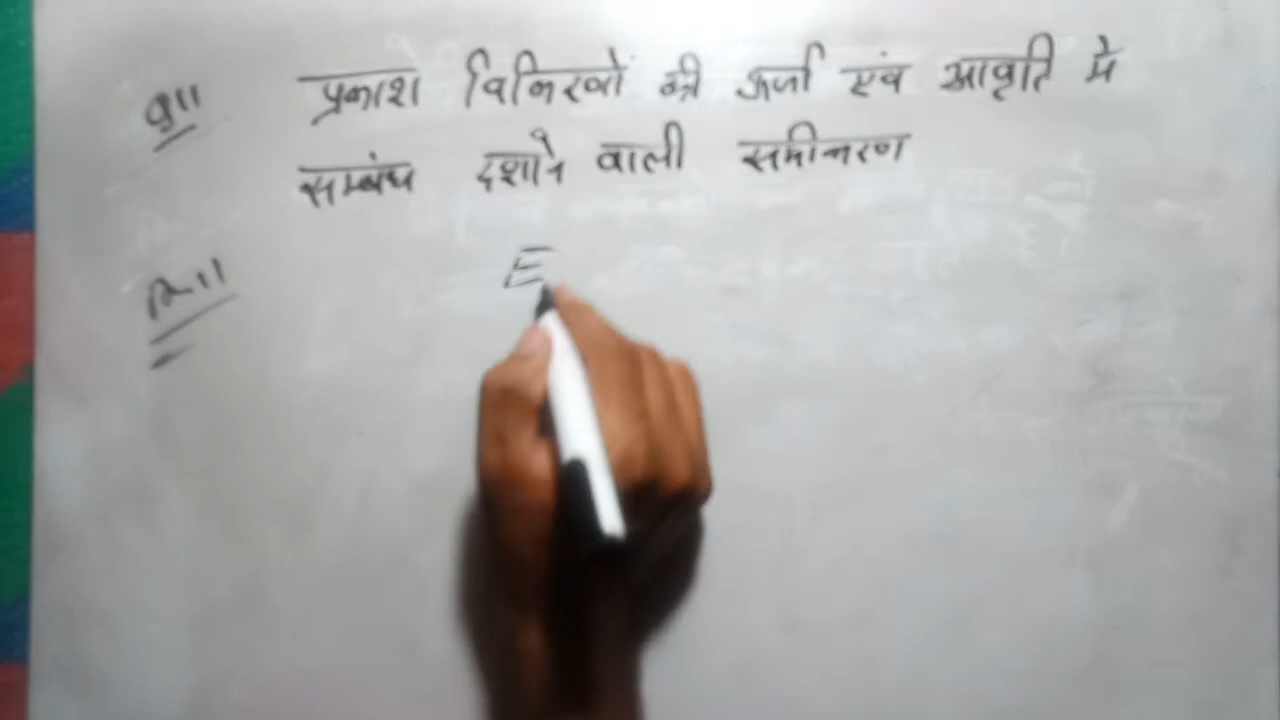 प्र॥ प्रकाश विकिरणों की ऊर्जा एवं आवृति मे
सम्बंध दर्शाने वाली समीकरण
E